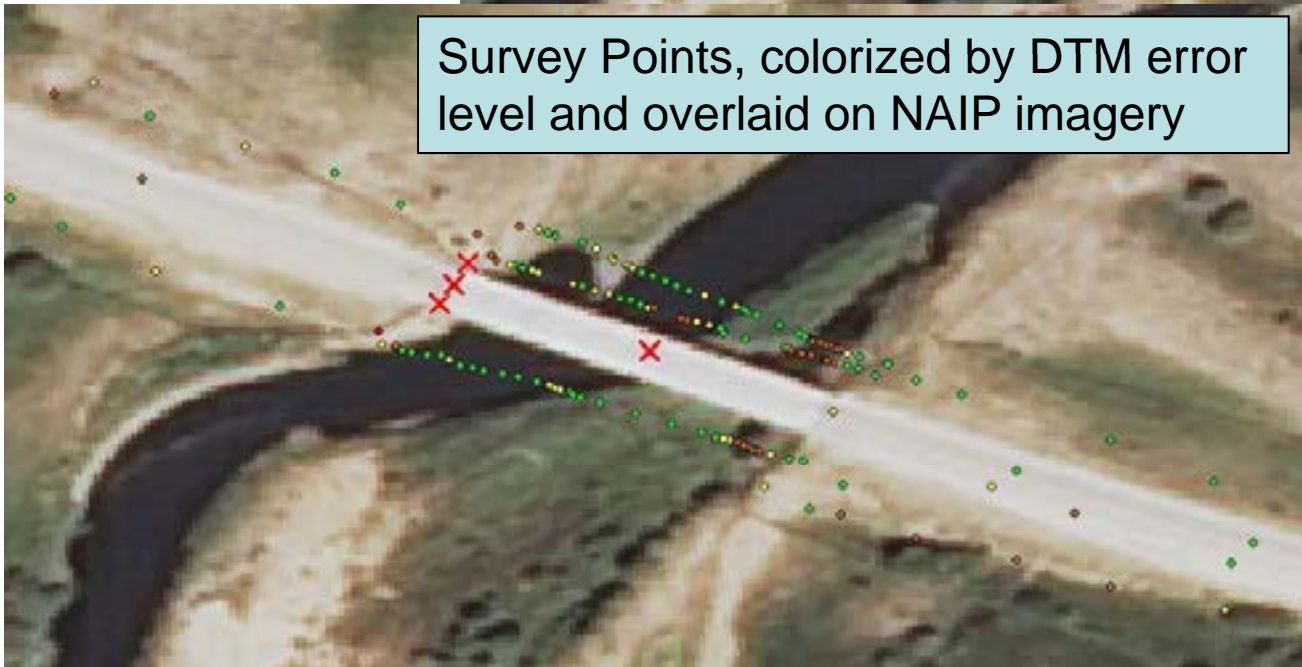 Survey Points, colorized by DTM error
level and overlaid on NAIP imagery